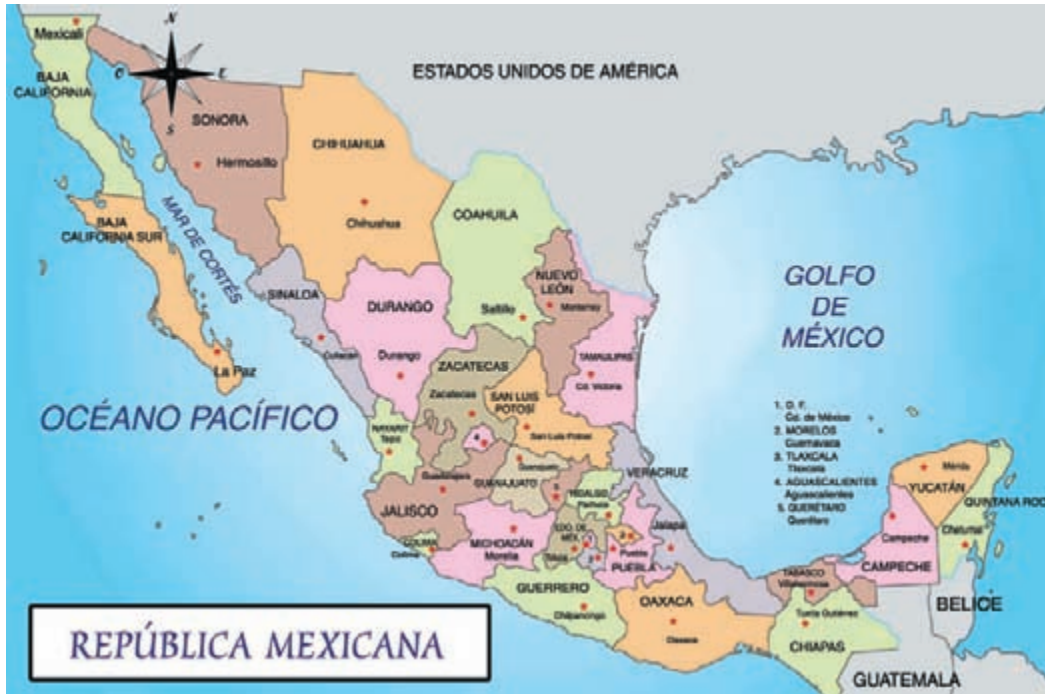 N
O
E
S
Mexicali
BAJA
CALIFORNIA
SONORA
Hermosillo
CHIHUAHUA
Chihuahua
ESTADOS UNIDOS DE AMÉRICA
COAHUILA
Saltillo
BAJA
CALIFORNIA SUR
La Paz
MAR DE CORTÉS
SINALOA
Culiacán
DURANGO
Durango
NUEVO
LEÓN
Monterrey
TAMAULIPAS
Cd. Victoria
ZACATECAS
Zacatecas
SAN LUIS
POTOSÍ
San Luis Potosí
GOLFO
DE
MÉXICO
OCÉANO PACÍFICO
NAYARIT
Tepic
4
Guadalajara
JALISCO
Guanajuato
GUANAJUATO
5
HIDALGO
Pachuca
VERACRUZ
Jalapa
COLIMA
Colima
MICHOACÁN
Morelia
EDO. DE
MÉX.
Toluca
Puebla
PUEBLA
GUERRERO
Chilpancingo
OAXACA
Oaxaca
1. D. F.
Cd. de México
2. MORELOS
Cuernavaca
3. TLAXCALA
Tlaxcala
4. AGUASCALIENTES
Aguascalientes
5. QUERÉTARO
Querétaro
Mérida
YUCATÁN
QUINTANA ROO
Chetumal
Campeche
CAMPECHE
TABASCO
Villahermosa
Tuxtla Gutiérrez
CHIAPAS
BELICE
GUATEMALA
REPÚBLICA MEXICANA